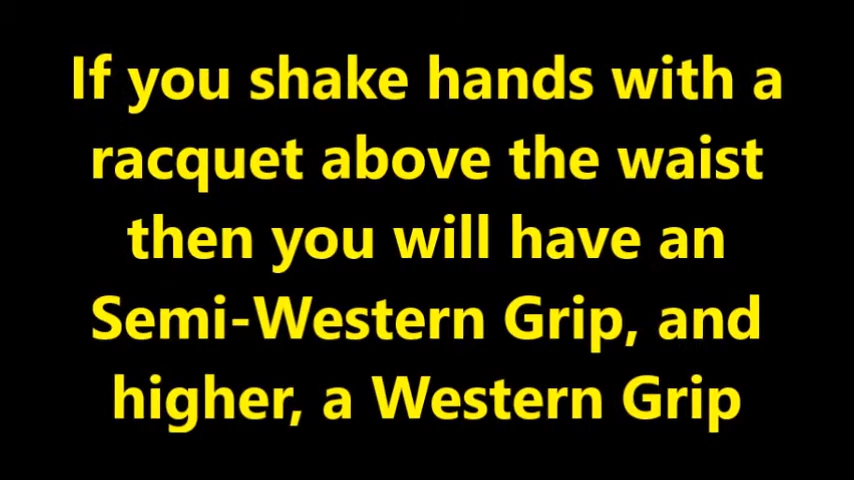 If you shake hands with a
racquet above the waist
then you will have an
Semi-Western Grip, and
higher, a Western Grip